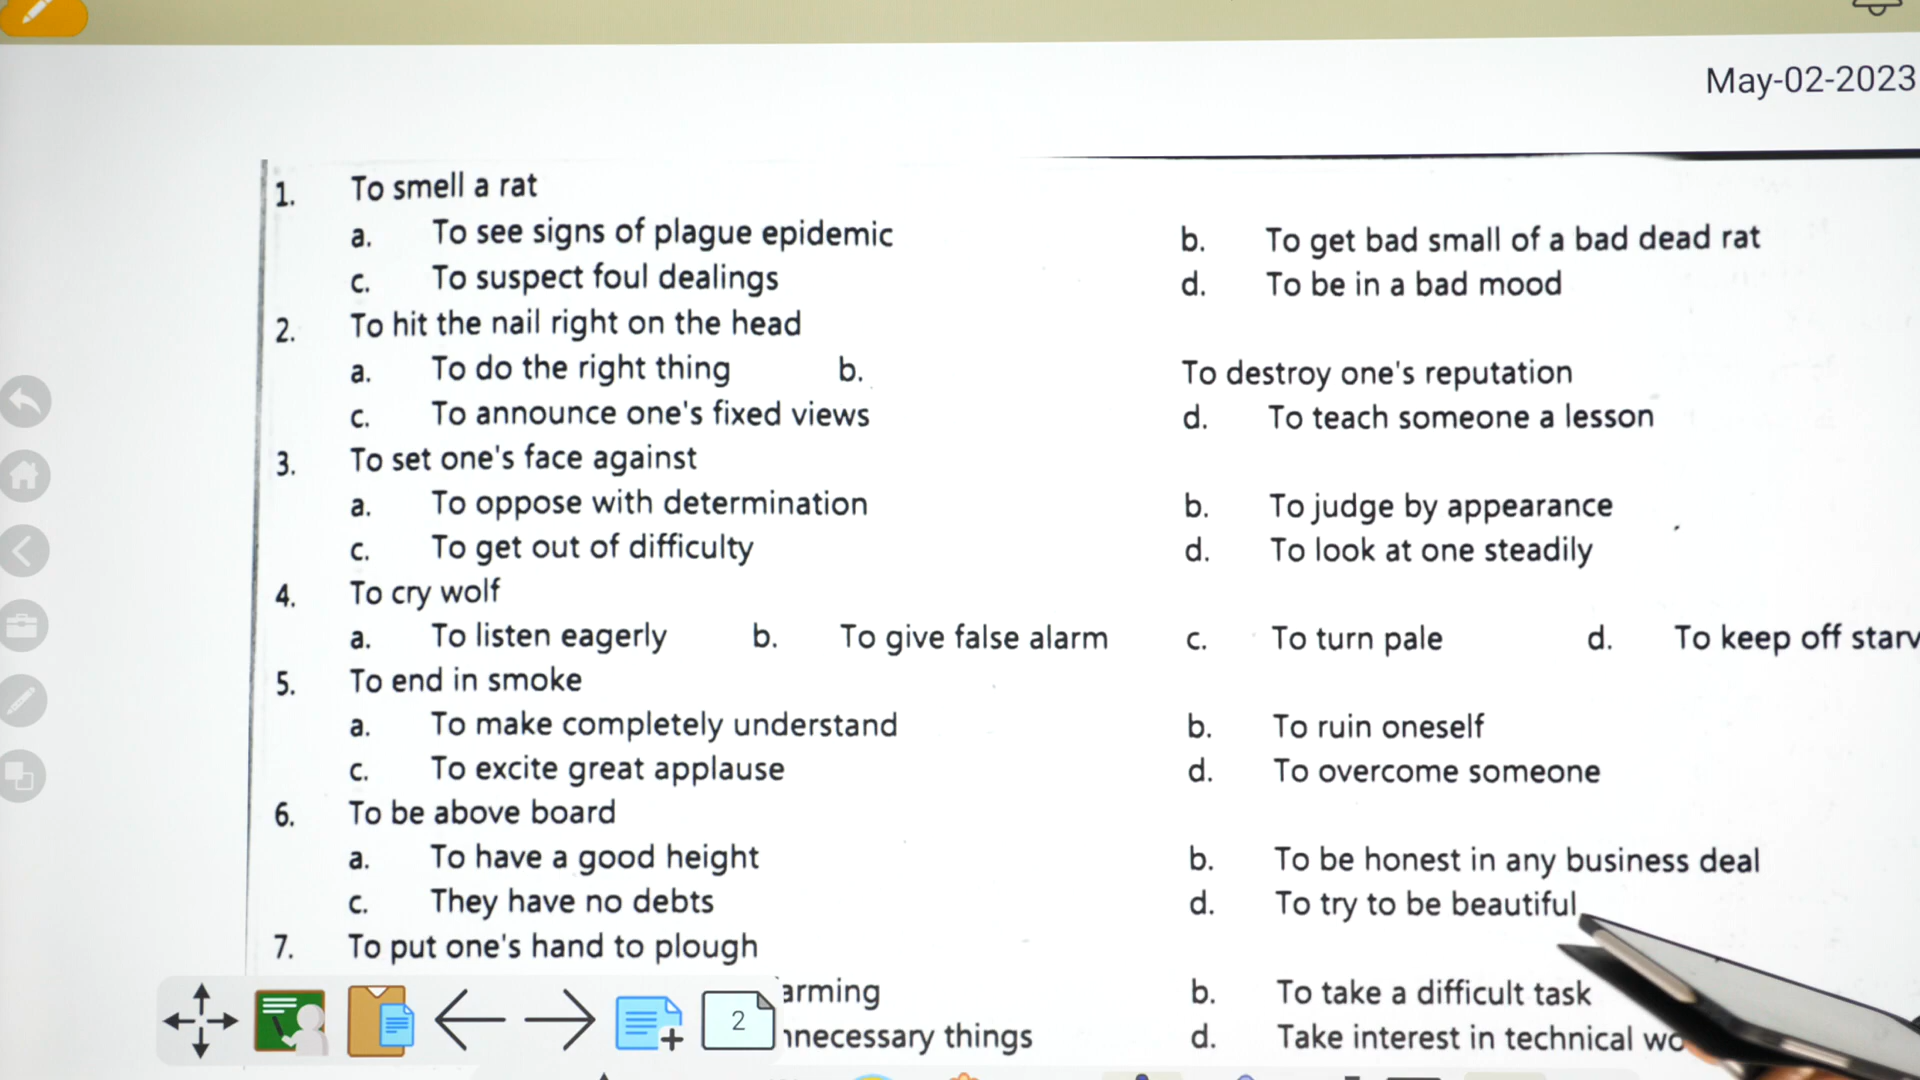 May-02-2023
1. To smell a rat
a. To see signs of plague epidemic b. To get bad small of a bad dead rat
c. To suspect foul dealings d. To be in a bad mood
2. To hit the nail right on the head
a. To do the right thing b. To destroy one's reputation
c. To announce one's fixed views d. To teach someone a lesson
3. To set one's face against
a. To oppose with determination b. To judge by appearance
c. To get out of difficulty d. To look at one steadily
4. To cry wolf
a. To listen eagerly b. To give false alarm c. To turn pale d. To keep off
5. To end in smoke
a. To make completely understand b. To ruin oneself
c. To excite great applause d. To overcome someone
6. To be above board
a. To have a good height b. To be honest in any business deal
c. They have no debts d. To try to be beautiful
7. To put one's hand to plough
b. To take a difficult task
things d. Take interest in technical
2